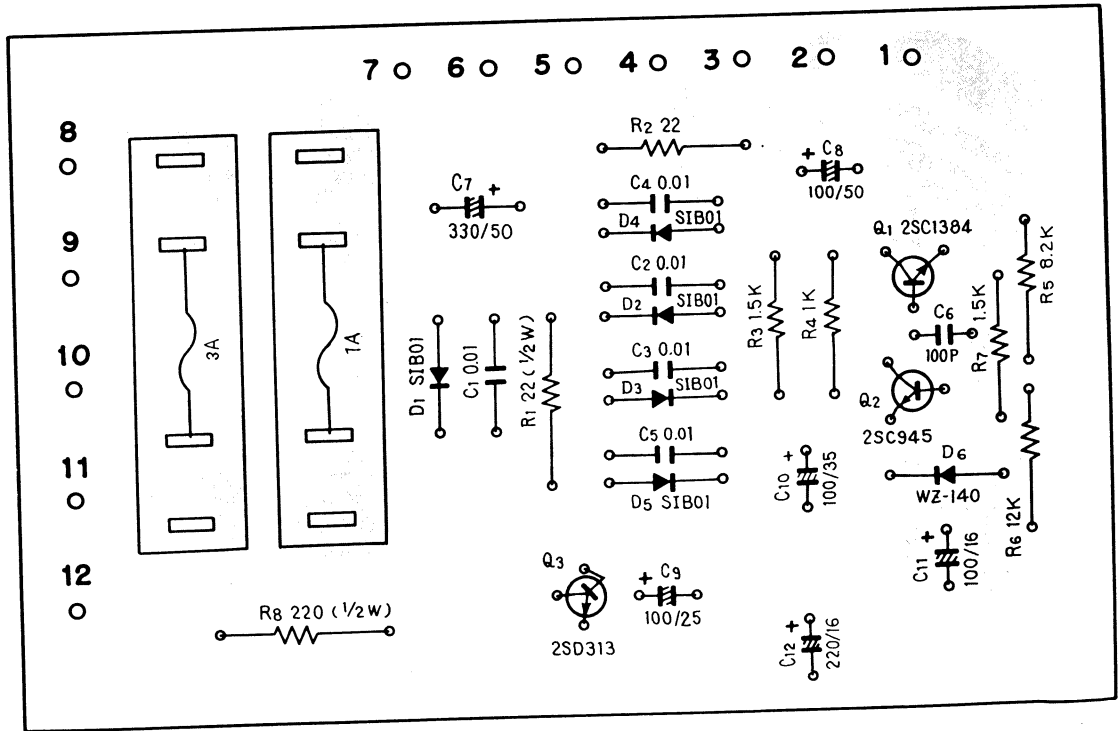 7 6 5 4 3 2 1
8
9
10
11
12
3A
1A
C7 +
330/50
R2 22
C4 0.01
D4 SIB01
C2 0.01
D2 SIB01
C3 0.01
D3 SIB01
C5 0.01
D5 SIB01
D1 SIB01
C1 0.01
R1 22 (1/2W)
R3 1.5K
R4 1K
+ C8
100/50
Q1 2SC1384
C6
100P
R7 1.5K
R5 8.2K
Q2
2SC945
D6
WZ-140
R6 12K
C10 +
100/35
C11 +
100/16
C12 +
220/16
Q3
2SD313
+ C9
100/25
R8 220 (1/2W)